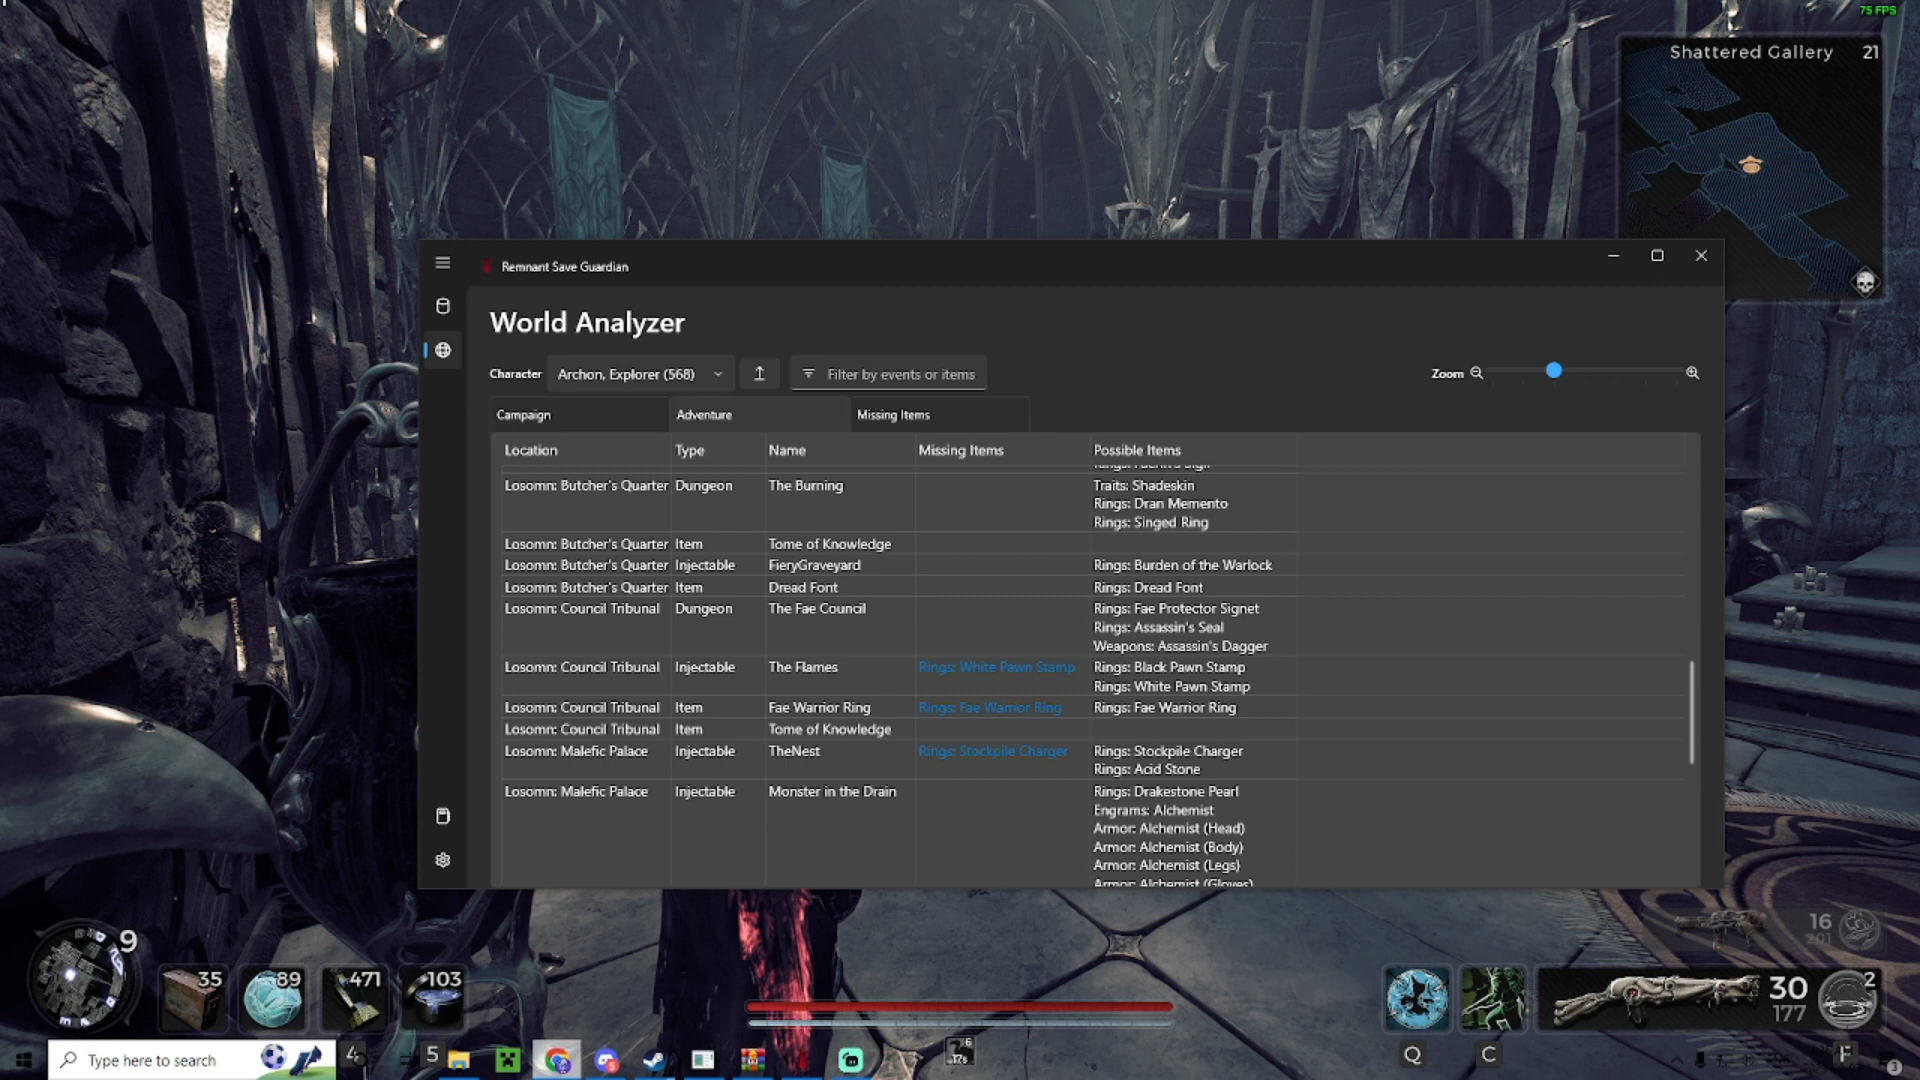 75 FPS
Shattered Gallery 21
Remnant Save Guardian
World Analyzer
Character Archon, Explorer (568) Filter by events or items Zoom
Campaign Adventure Missing Items
Location Type Name Missing Items Possible Items
Losomn: Butcher's Quarter Dungeon The Burning Traits: Shadeskin
Rings: Dran Memento
Rings: Singed Ring
Losomn: Butcher's Quarter Item Tome of Knowledge
Losomn: Butcher's Quarter Injectable FieryGraveyard Rings: Burden of the Warlock
Losomn: Butcher's Quarter Item Dread Font Rings: Dread Font
Losomn: Council Tribunal Dungeon The Fae Council Rings: Fae Protector Signet
Rings: Assassin's Seal
Weapons: Assassin's Dagger
Losomn: Council Tribunal Injectable The Flames Rings: White Pawn Stamp Rings: Black Pawn Stamp
Rings: White Pawn Stamp
Losomn: Council Tribunal Item Fae Warrior Ring Rings: Fae Warrior Ring Rings: Fae Warrior Ring
Losomn: Council Tribunal Item Tome of Knowledge
Losomn: Malefic Palace Injectable TheNest Rings: Stockpile Charger Rings: Stockpile Charger
Rings: Acid Stone
Losomn: Malefic Palace Injectable Monster in the Drain Rings: Drakestone Pearl
Engrams: Alchemist
Armor: Alchemist (Head)
Armor: Alchemist (Body)
Armor: Alchemist (Legs)
Armor: Alchemist (Gloves)
16
201
9
35 89 471 103
30 2
177
Type here to search 4 5 6
17s
Q C F
3